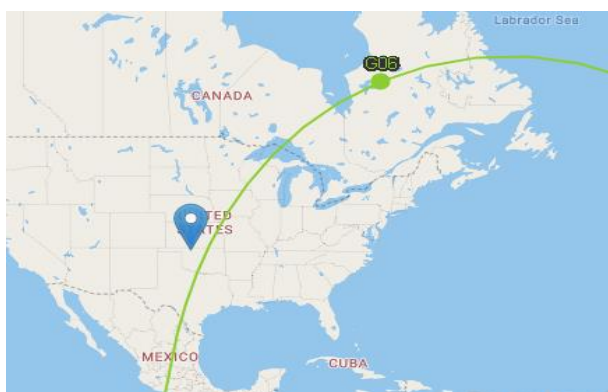 Labrador Sea
G06
CANADA
UNITED
STATES
MEXICO
CUBA